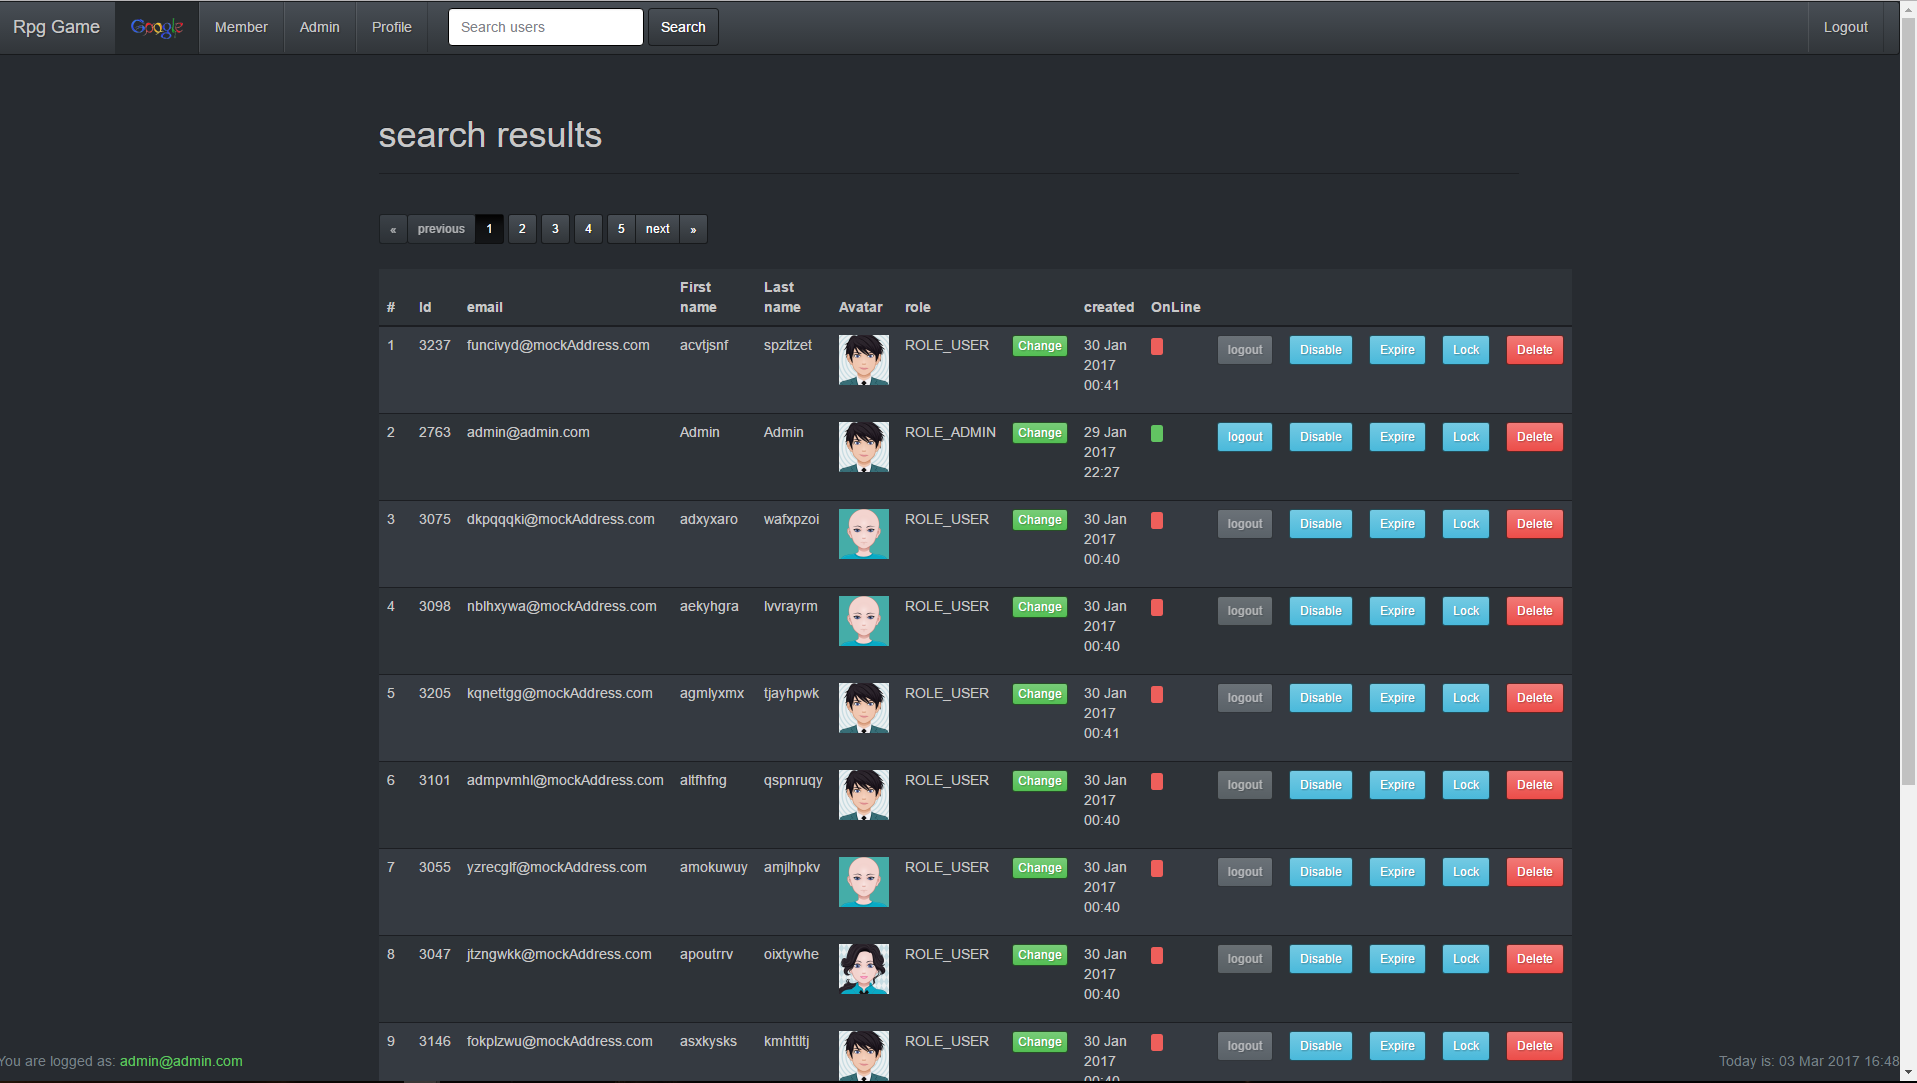 Rpg Game Google Member Admin Profile Search users Search Logout
search results
« previous 1 2 3 4 5 next »
# Id email First name Last name Avatar role created OnLine
1 3237 funcivyd@mockAddress.com acvtjsnf spzltzet ROLE_USER Change 30 Jan 2017 00:41 logout Disable Expire Lock Delete
2 2763 admin@admin.com Admin Admin ROLE_ADMIN Change 29 Jan 2017 22:27 logout Disable Expire Lock Delete
3 3075 dkpqqqki@mockAddress.com adxyxaro wafxpzoi ROLE_USER Change 30 Jan 2017 00:40 logout Disable Expire Lock Delete
4 3098 nblhxywa@mockAddress.com aekyhgra lvvrayrm ROLE_USER Change 30 Jan 2017 00:40 logout Disable Expire Lock Delete
5 3205 kqnettgg@mockAddress.com agmlyxmx tjayhpwk ROLE_USER Change 30 Jan 2017 00:41 logout Disable Expire Lock Delete
6 3101 admpvmhl@mockAddress.com altfhfng qspnruqy ROLE_USER Change 30 Jan 2017 00:40 logout Disable Expire Lock Delete
7 3055 yzrecglf@mockAddress.com amokuwuy amjlhpkv ROLE_USER Change 30 Jan 2017 00:40 logout Disable Expire Lock Delete
8 3047 jtzngwkk@mockAddress.com apoutrrv oixtywhe ROLE_USER Change 30 Jan 2017 00:40 logout Disable Expire Lock Delete
9 3146 fokplzwu@mockAddress.com asxkysks kmhttltj ROLE_USER Change 30 Jan 2017 00:40 logout Disable Expire Lock Delete
You are logged as: admin@admin.com
Today is: 03 Mar 2017 16:48